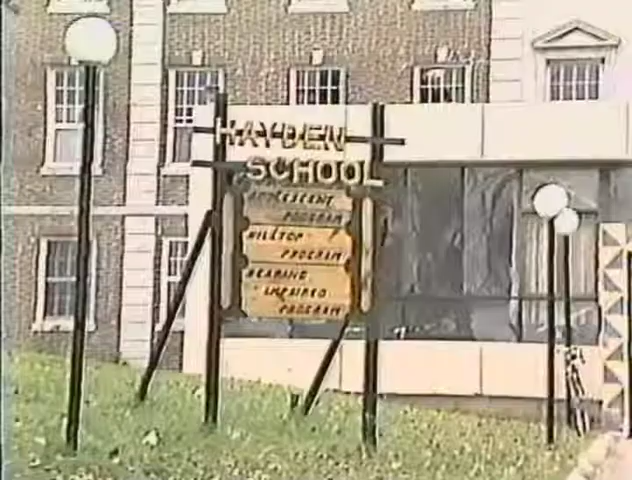 HAYDEN
SCHOOL
ADOLESCENT
PROGRAM
HILLTOP
PROGRAM
HEARING
IMPAIRED
PROGRAM